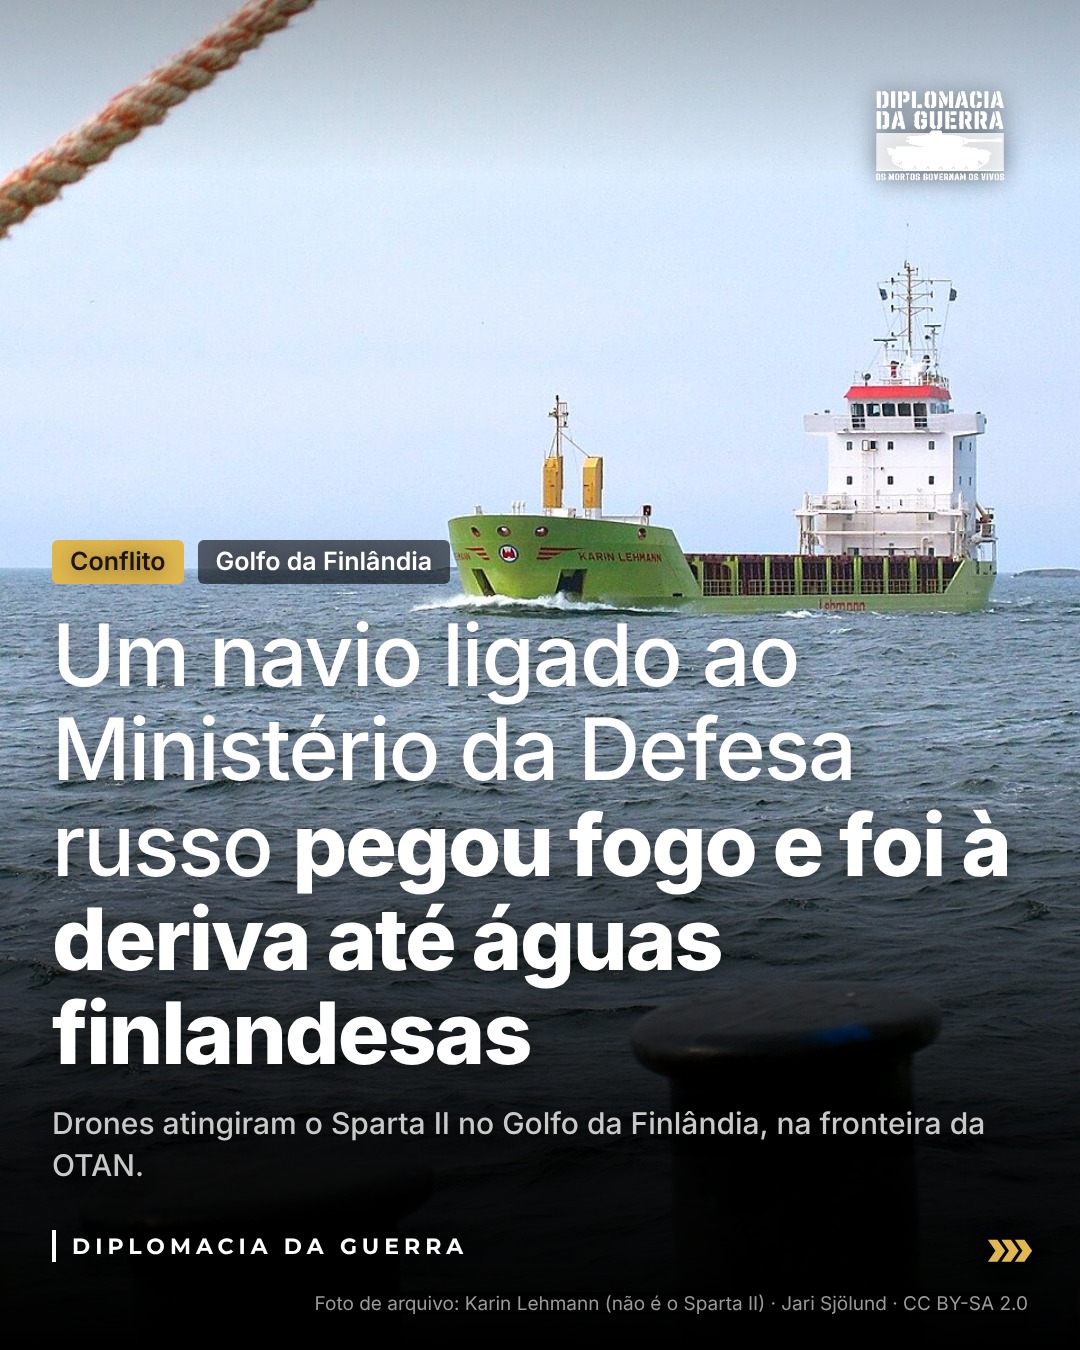 DIPLOMACIA
DA GUERRA
OS MORTOS GOVERNAM OS VIVOS
KARIN LEHMANN
Lehmann
Conflito
Golfo da Finlândia
Um navio ligado ao
Ministério da Defesa
russo pegou fogo e foi à
deriva até águas
finlandesas
Drones atingiram o Sparta II no Golfo da Finlândia, na fronteira da
OTAN.
DIPLOMACIA DA GUERRA
Foto de arquivo: Karin Lehmann (não é o Sparta II) · Jari Sjölund · CC BY-SA 2.0